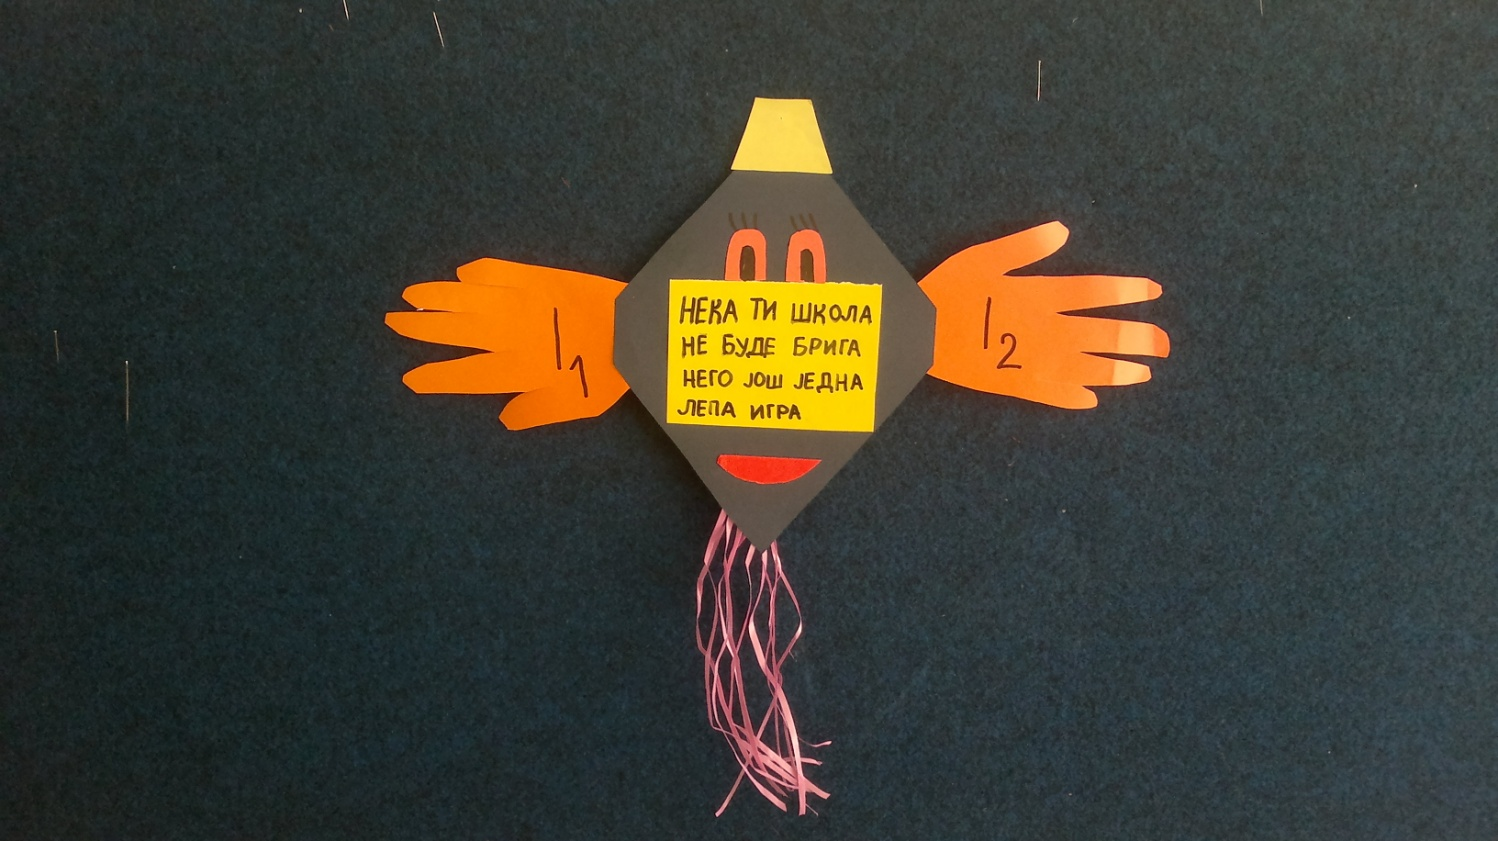 НЕКА ТИ ШКОЛА
НЕ БУДЕ БРИГА
НЕГО ЈОШ ЈЕДНА
ЛЕПА ИГРА
I1
I2